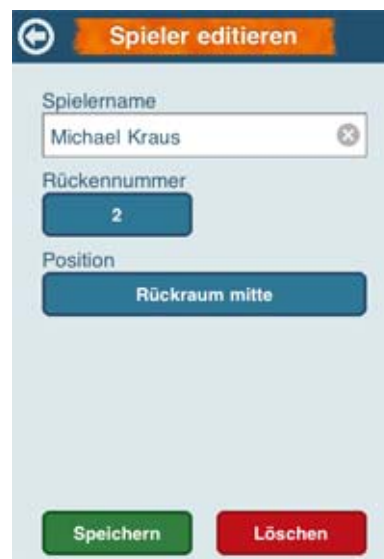 Spieler editieren
Spielername
Michael Kraus
Rückennummer
2
Position
Rückraum mitte
Speichern Löschen